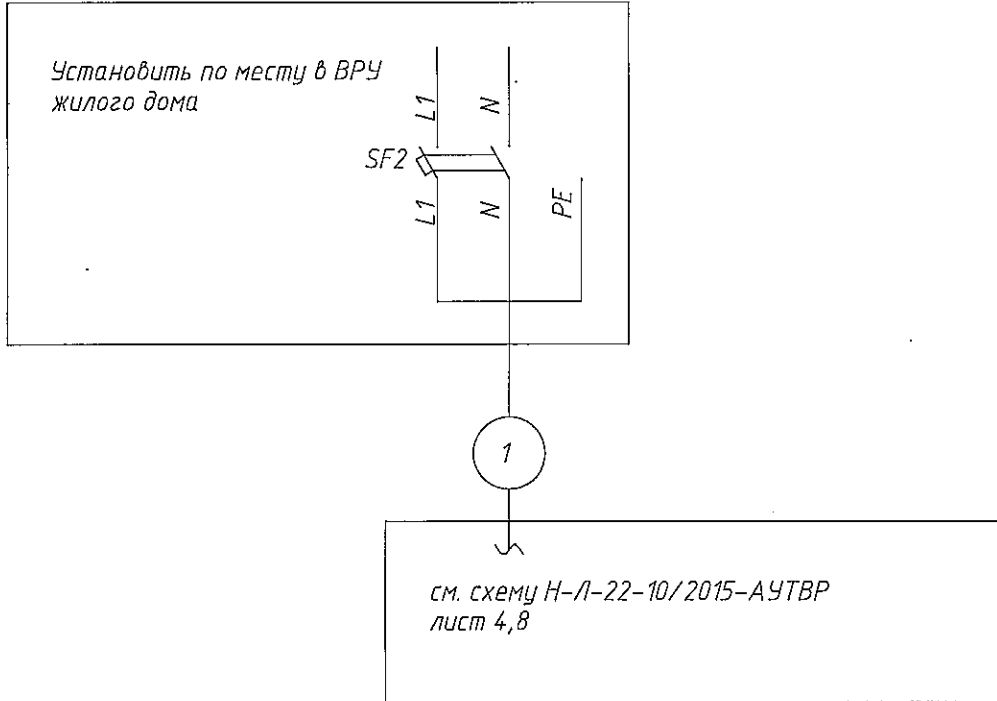 Установить по месту в ВРУ
жилого дома
L1
N
SF2
L1
N
PE
1
см. схему Н-Л-22-10/2015-АУТВР
лист 4,8